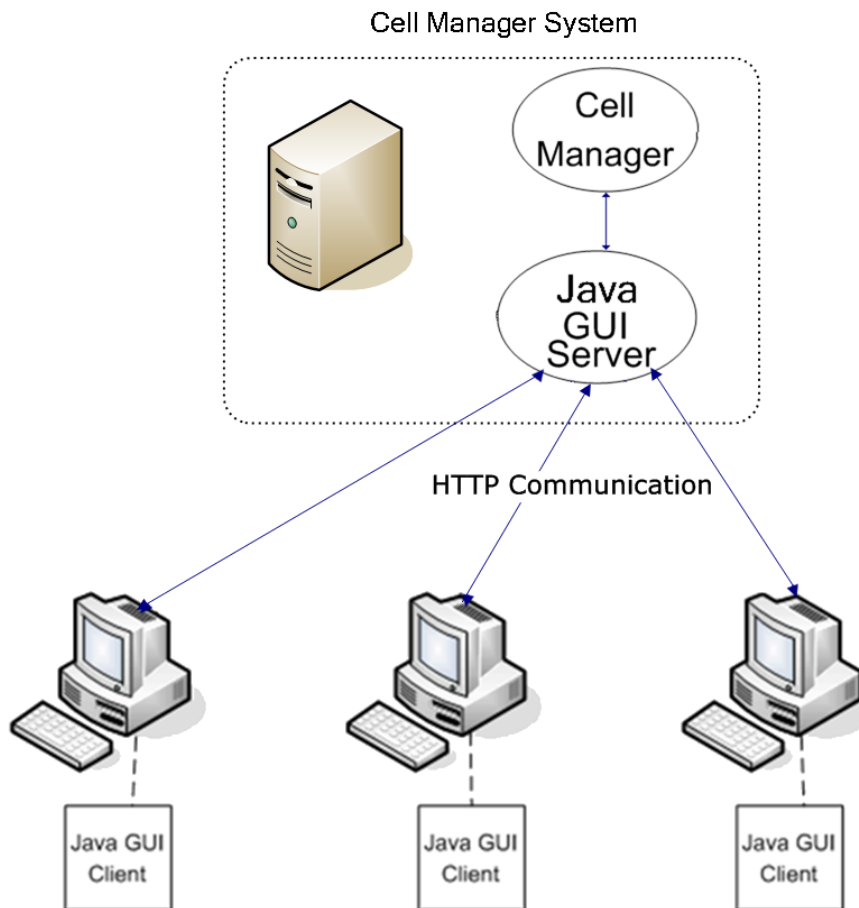 Cell Manager System
Cell
Manager
Java
GUI
Server
HTTP Communication
Java GUI
Client
Java GUI
Client
Java GUI
Client